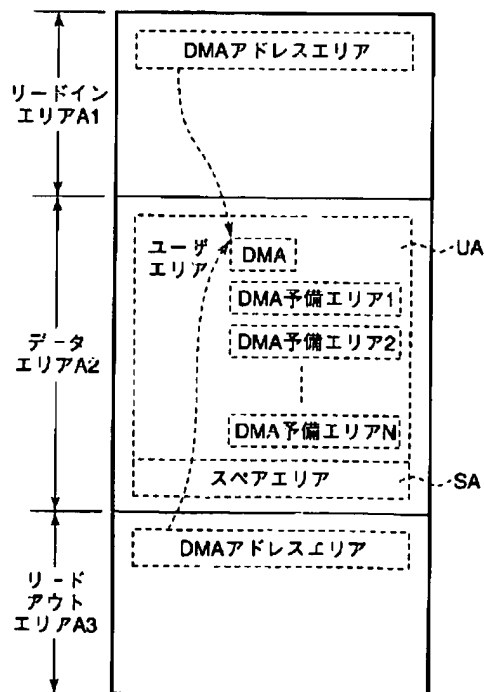 DMAアドレスエリア
リードイン
エリアA1
ユーザ
エリア
DMA
UA
DMA予備エリア1
DMA予備エリア2
データ
エリアA2
DMA予備エリアN
スペアエリア
SA
DMAアドレスエリア
リード
アウト
エリアA3